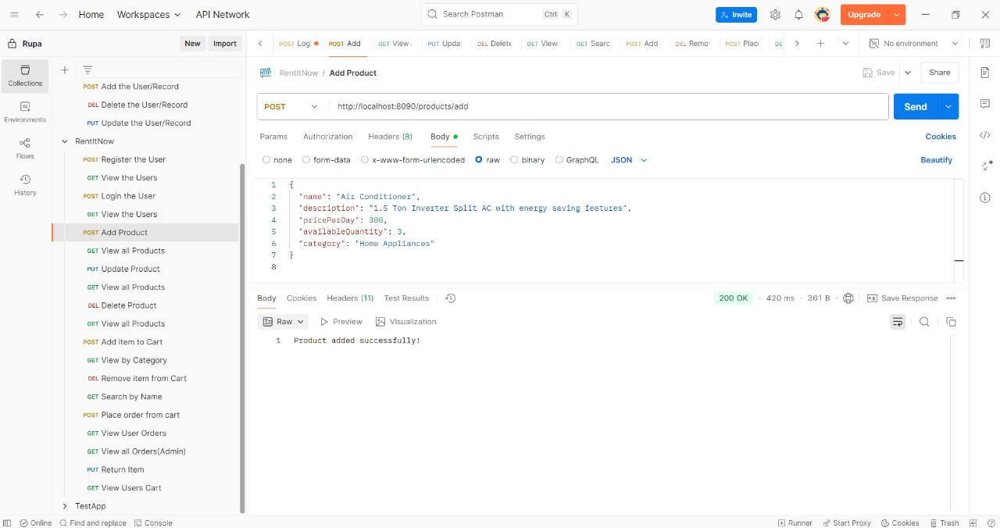 Home Workspaces API Network Search Postman Ctrl K Invite Upgrade
Rupa New Import
POST Log POST Add GET View PUT Updat DEL Delete GET View GET Searc POST Add DEL Remo POST Plac GE No environment
Collections
Environments
Flows
History
POST Add the User/Record
DEL Delete the User/Record
PUT Update the User/Record
RentItNow
POST Register the User
GET View the Users
POST Login the User
GET View the Users
POST Add Product
GET View all Products
PUT Update Product
GET View all Products
DEL Delete Product
GET View all Products
POST Add item to Cart
GET View by Category
DEL Remove item from Cart
GET Search by Name
POST Place order from cart
GET View User Orders
GET View all Orders(Admin)
PUT Return Item
GET View Users Cart
TestApp
HTTP RentItNow / Add Product Save Share
POST http://localhost:8090/products/add Send
Params Authorization Headers (8) Body Scripts Settings Cookies
none form-data x-www-form-urlencoded raw binary GraphQL JSON Beautify
1 {
2 "name": "Air Conditioner",
3 "description": "1.5 Ton Inverter Split AC with energy saving features",
4 "pricePerDay": 300,
5 "availableQuantity": 3,
6 "category": "Home Appliances"
7 }
8
Body Cookies Headers (11) Test Results 200 OK • 420 ms • 361 B • Save Response
Raw Preview Visualization
1 Product added successfully!
Online Find and replace Console Runner Start Proxy Cookies Trash